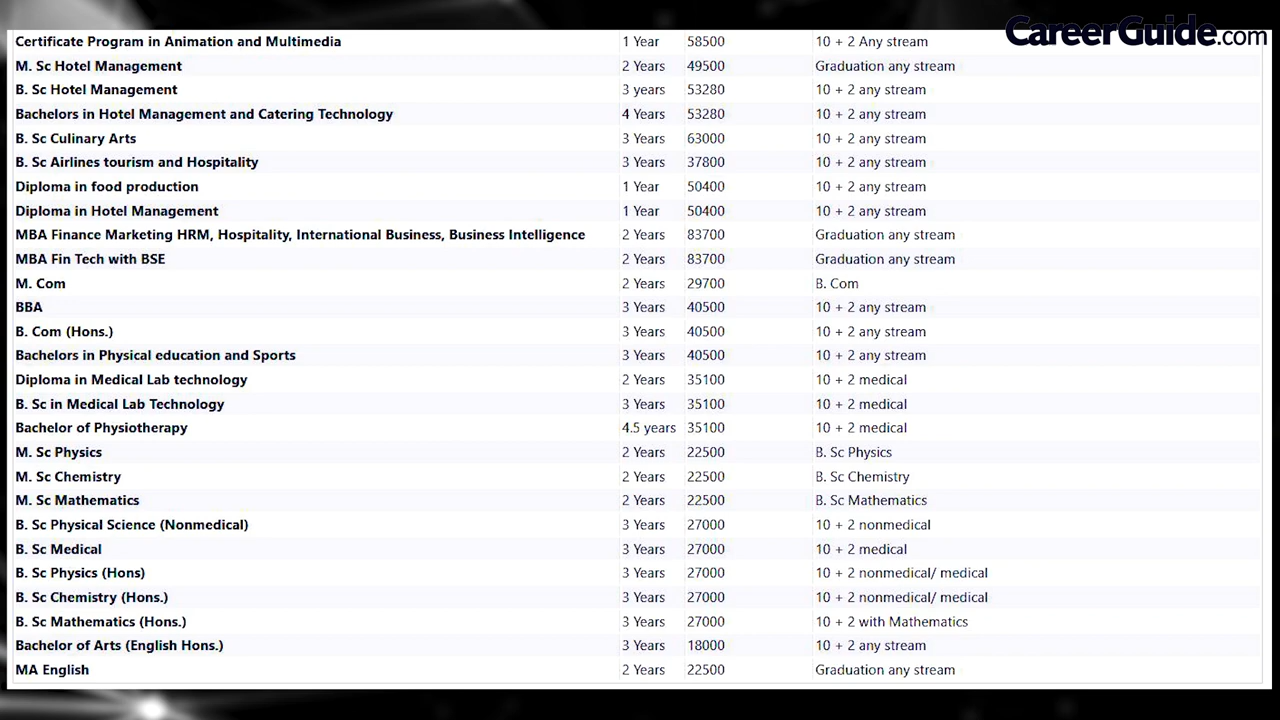 CareerGuide.com
Certificate Program in Animation and Multimedia 1 Year 58500 10 + 2 Any stream
M. Sc Hotel Management 2 Years 49500 Graduation any stream
B. Sc Hotel Management 3 years 53280 10 + 2 any stream
Bachelors in Hotel Management and Catering Technology 4 Years 53280 10 + 2 any stream
B. Sc Culinary Arts 3 Years 63000 10 + 2 any stream
B. Sc Airlines tourism and Hospitality 3 Years 37800 10 + 2 any stream
Diploma in food production 1 Year 50400 10 + 2 any stream
Diploma in Hotel Management 1 Year 50400 10 + 2 any stream
MBA Finance Marketing HRM, Hospitality, International Business, Business Intelligence 2 Years 83700 Graduation any stream
MBA Fin Tech with BSE 2 Years 83700 Graduation any stream
M. Com 2 Years 29700 B. Com
BBA 3 Years 40500 10 + 2 any stream
B. Com (Hons.) 3 Years 40500 10 + 2 any stream
Bachelors in Physical education and Sports 3 Years 40500 10 + 2 any stream
Diploma in Medical Lab technology 2 Years 35100 10 + 2 medical
B. Sc in Medical Lab Technology 3 Years 35100 10 + 2 medical
Bachelor of Physiotherapy 4.5 years 35100 10 + 2 medical
M. Sc Physics 2 Years 22500 B. Sc Physics
M. Sc Chemistry 2 Years 22500 B. Sc Chemistry
M. Sc Mathematics 2 Years 22500 B. Sc Mathematics
B. Sc Physical Science (Nonmedical) 3 Years 27000 10 + 2 nonmedical
B. Sc Medical 3 Years 27000 10 + 2 medical
B. Sc Physics (Hons) 3 Years 27000 10 + 2 nonmedical/ medical
B. Sc Chemistry (Hons.) 3 Years 27000 10 + 2 nonmedical/ medical
B. Sc Mathematics (Hons.) 3 Years 27000 10 + 2 with Mathematics
Bachelor of Arts (English Hons.) 3 Years 18000 10 + 2 any stream
MA English 2 Years 22500 Graduation any stream